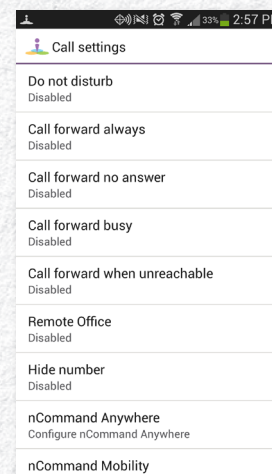 33% 2:57 P
Call settings
Do not disturb
Disabled
Call forward always
Disabled
Call forward no answer
Disabled
Call forward busy
Disabled
Call forward when unreachable
Disabled
Remote Office
Disabled
Hide number
Disabled
nCommand Anywhere
Configure nCommand Anywhere
nCommand Mobility